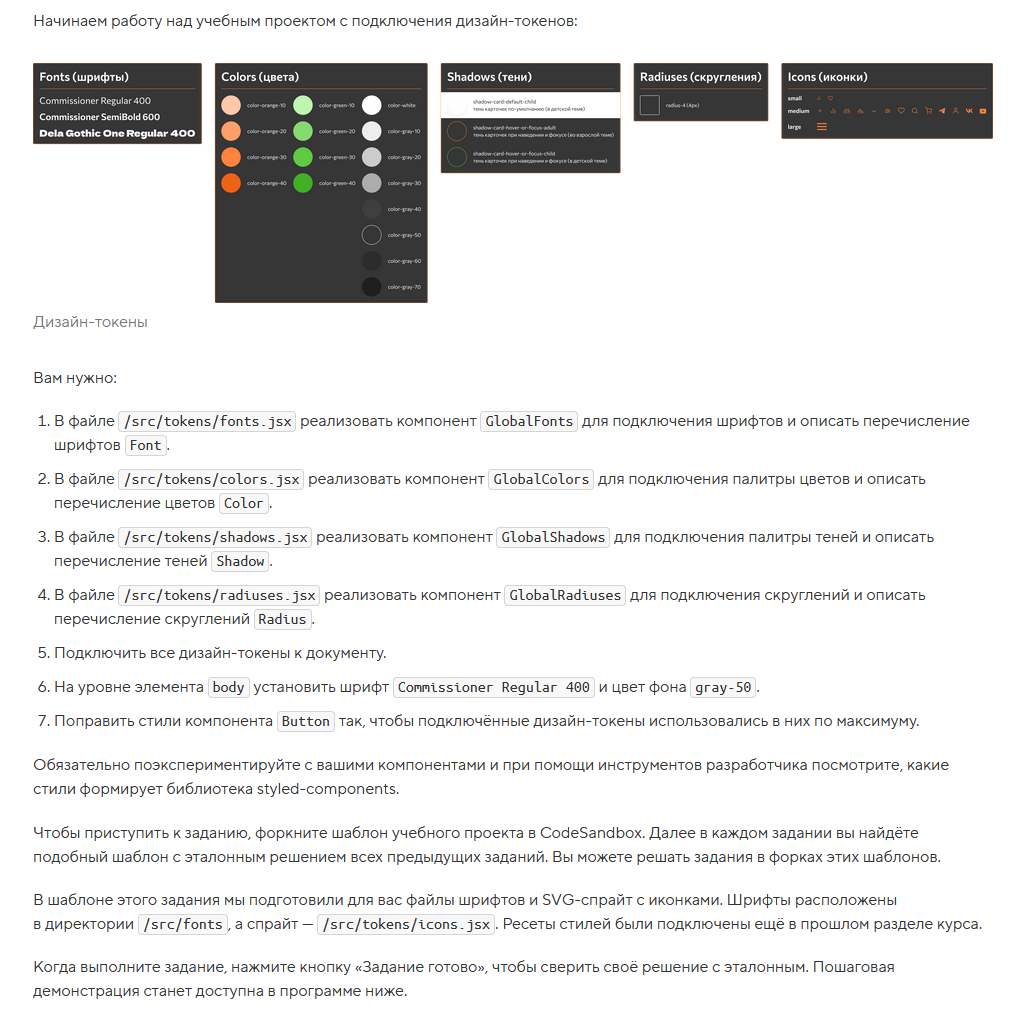 Начинаем работу над учебным проектом с подключения дизайн-токенов:
Fonts (шрифты)
Commissioner Regular 400
Commissioner SemiBold 600
Dela Gothic One Regular 400
Colors (цвета)
color-orange-10 color-green-10 color-white
color-orange-20 color-green-20 color-gray-10
color-orange-30 color-green-30 color-gray-20
color-orange-40 color-green-40 color-gray-30
color-gray-40
color-gray-50
color-gray-60
color-gray-70
Shadows (тени)
shadow-card-default-child
тень карточек по-умолчанию (в детской теме)
shadow-card-hover-or-focus-adult
тень карточек при наведении и фокусе (во взрослой теме)
shadow-card-hover-or-focus-child
тень карточек при наведении и фокусе (в детской теме)
Radiuses (скругления)
radius-4 (4px)
Icons (иконки)
small
medium
large
Дизайн-токены
Вам нужно:
1. В файле /src/tokens/fonts.jsx реализовать компонент GlobalFonts для подключения шрифтов и описать перечисление
шрифтов Font.
2. В файле /src/tokens/colors.jsx реализовать компонент GlobalColors для подключения палитры цветов и описать
перечисление цветов Color.
3. В файле /src/tokens/shadows.jsx реализовать компонент GlobalShadows для подключения палитры теней и описать
перечисление теней Shadow.
4. В файле /src/tokens/radiuses.jsx реализовать компонент GlobalRadiuses для подключения скруглений и описать
перечисление скруглений Radius.
5. Подключить все дизайн-токены к документу.
6. На уровне элемента body установить шрифт Commissioner Regular 400 и цвет фона gray-50.
7. Поправить стили компонента Button так, чтобы подключённые дизайн-токены использовались в них по максимуму.
Обязательно поэкспериментируйте с вашими компонентами и при помощи инструментов разработчика посмотрите, какие
стили формирует библиотека styled-components.
Чтобы приступить к заданию, форкните шаблон учебного проекта в CodeSandbox. Далее в каждом задании вы найдёте
подобный шаблон с эталонным решением всех предыдущих заданий. Вы можете решать задания в форках этих шаблонов.
В шаблоне этого задания мы подготовили для вас файлы шрифтов и SVG-спрайт с иконками. Шрифты расположены
в директории /src/fonts, а спрайт — /src/tokens/icons.jsx. Ресеты стилей были подключены ещё в прошлом разделе курса.
Когда выполните задание, нажмите кнопку «Задание готово», чтобы сверить своё решение с эталонным. Пошаговая
демонстрация станет доступна в программе ниже.